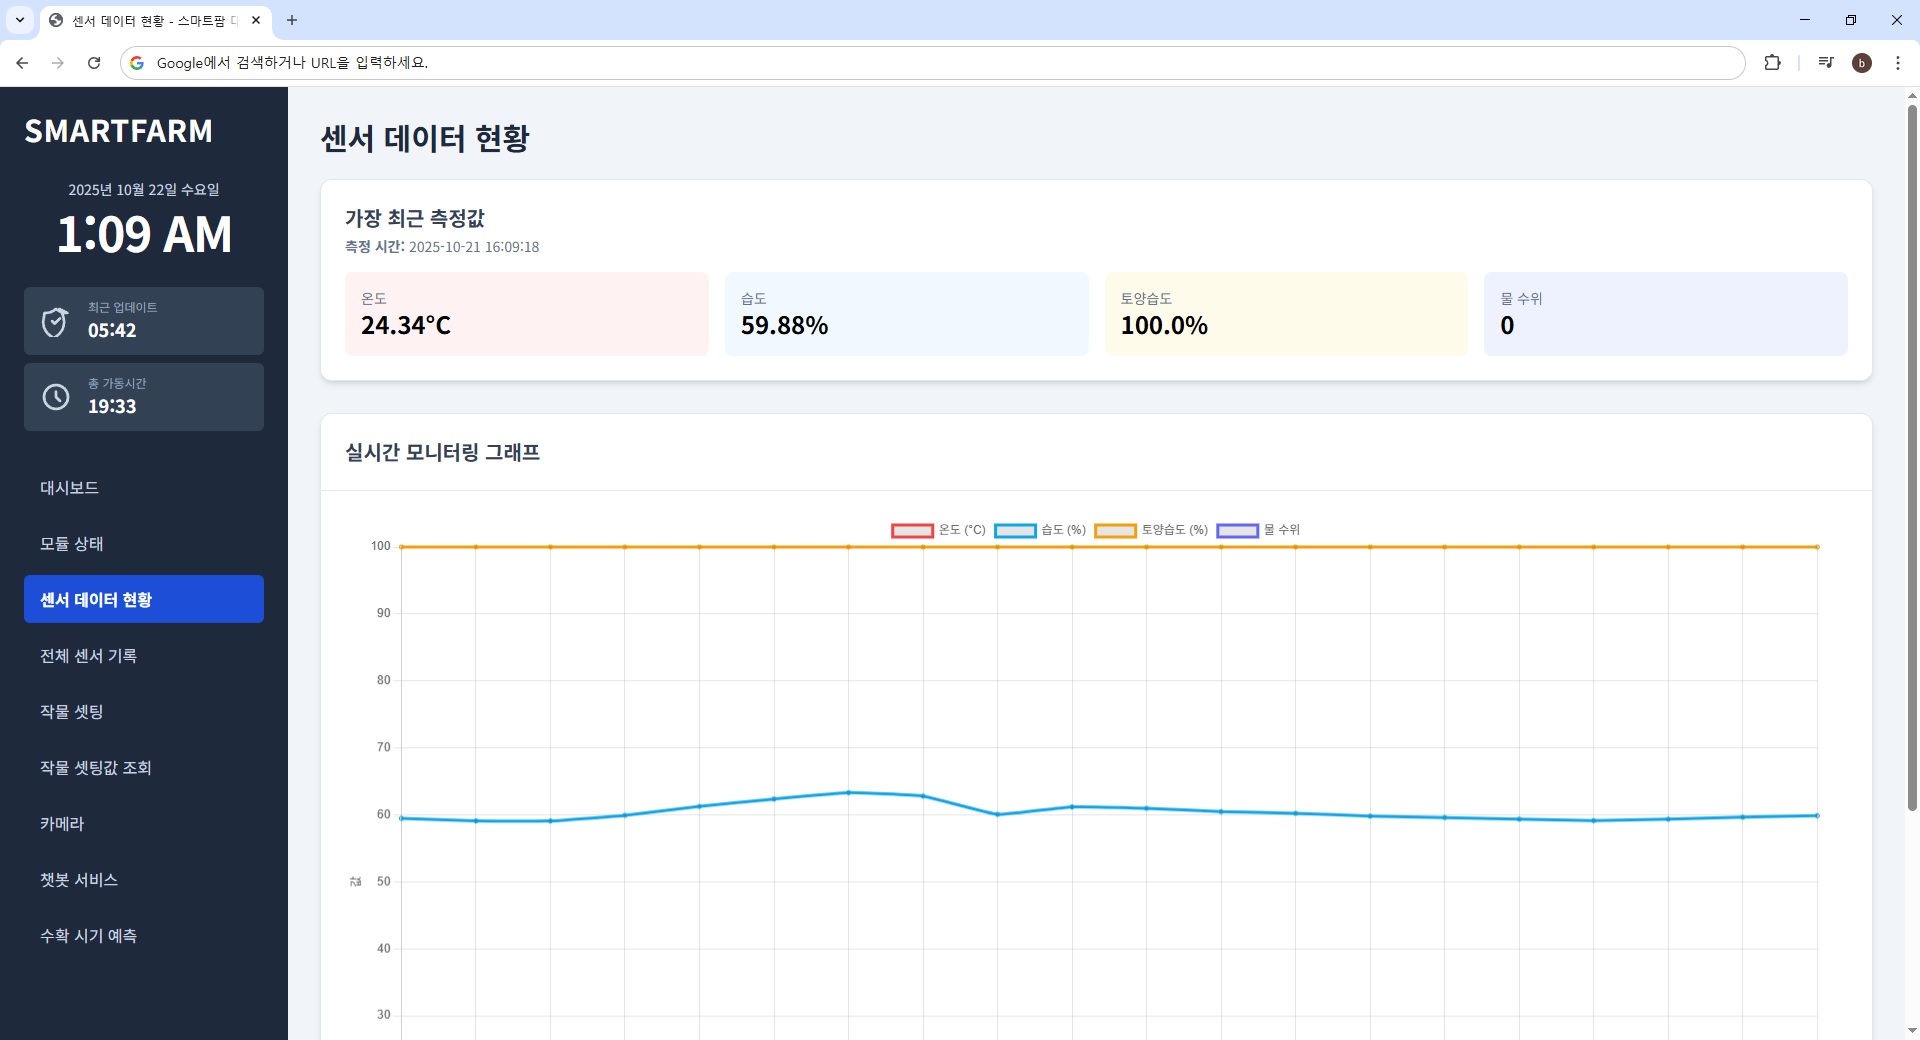 센서 데이터 현황 - 스마트팜
Google에서 검색하거나 URL을 입력하세요.
b
SMARTFARM
2025년 10월 22일 수요일
1:09 AM
최근 업데이트
05:42
총 가동시간
19:33
대시보드
모듈 상태
센서 데이터 현황
전체 센서 기록
작물 셋팅
작물 셋팅값 조회
카메라
챗봇 서비스
수확 시기 예측
센서 데이터 현황
가장 최근 측정값
측정 시간: 2025-10-21 16:09:18
온도
24.34°C
습도
59.88%
토양습도
100.0%
물 수위
0
실시간 모니터링 그래프
온도 (°C) 습도 (%) 토양습도 (%) 물 수위
100
90
80
70
60
값
50
40
30